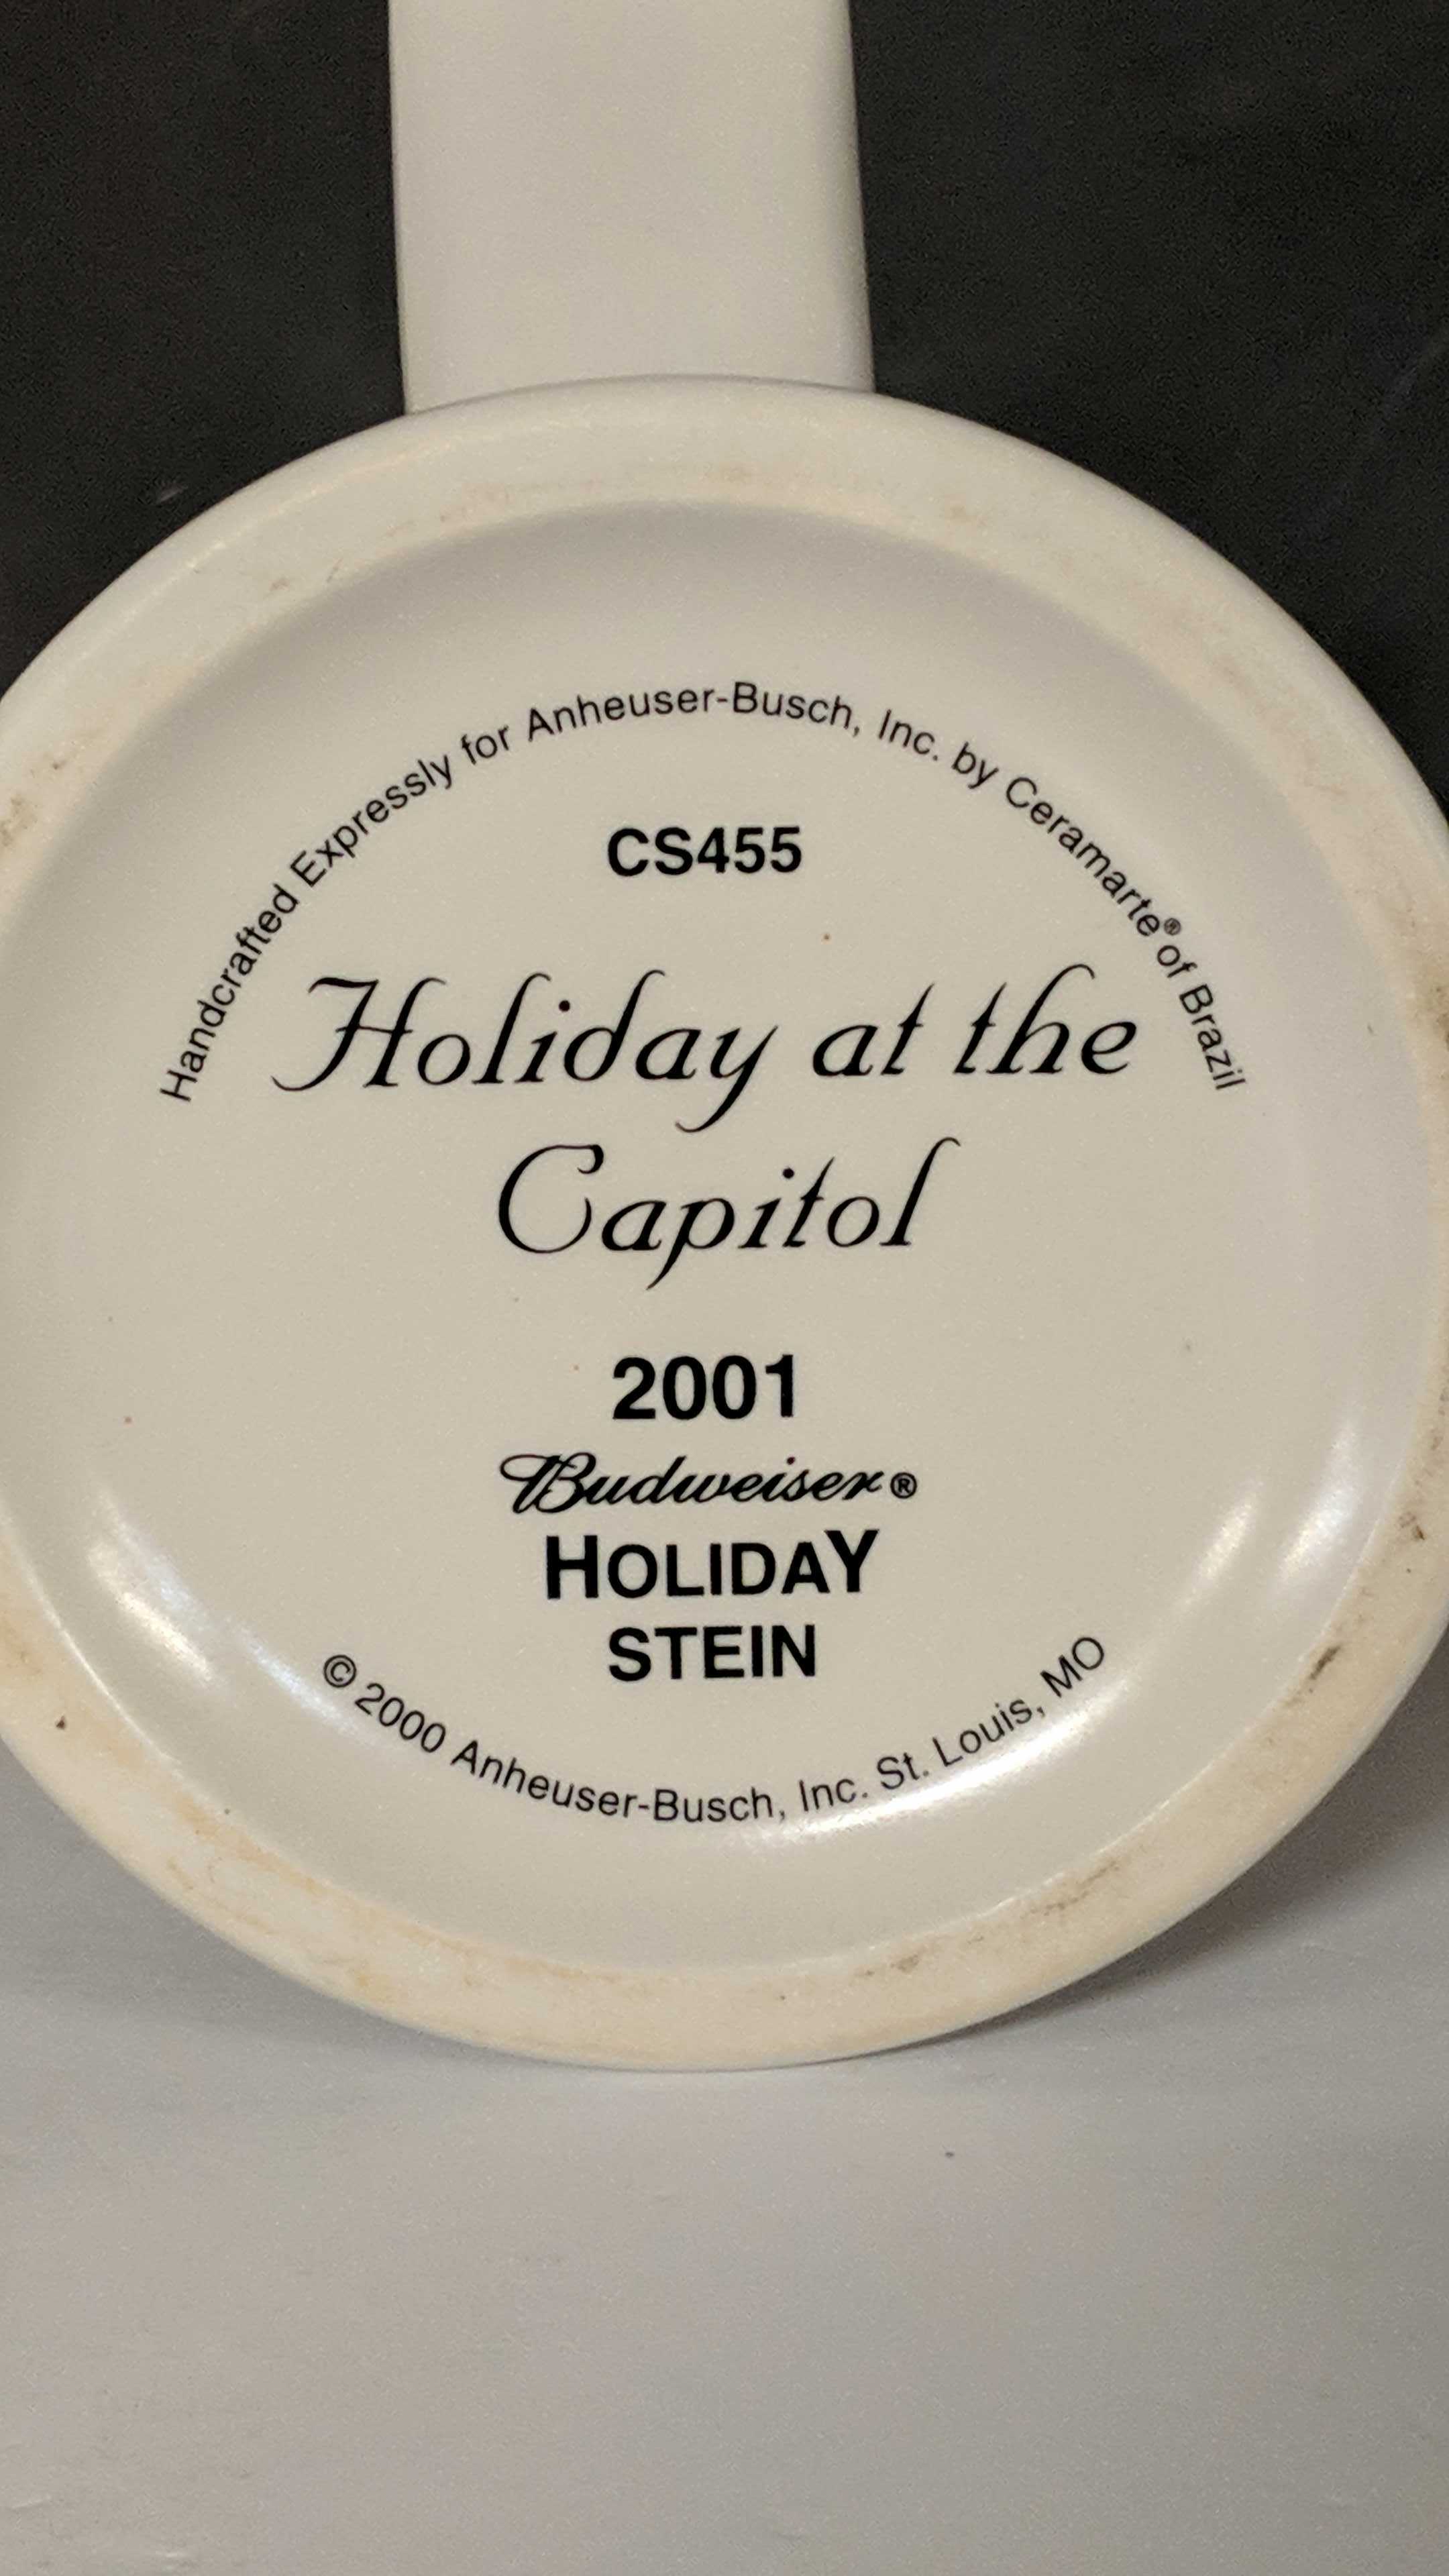 Handcrafted Expressly for Anheuser-Busch, Inc. by Ceramarte® of Brazil
CS455
Holiday at the
Capitol
2001
Budweiser®
HOLIDAY
STEIN
© 2000 Anheuser-Busch, Inc. St. Louis, MO